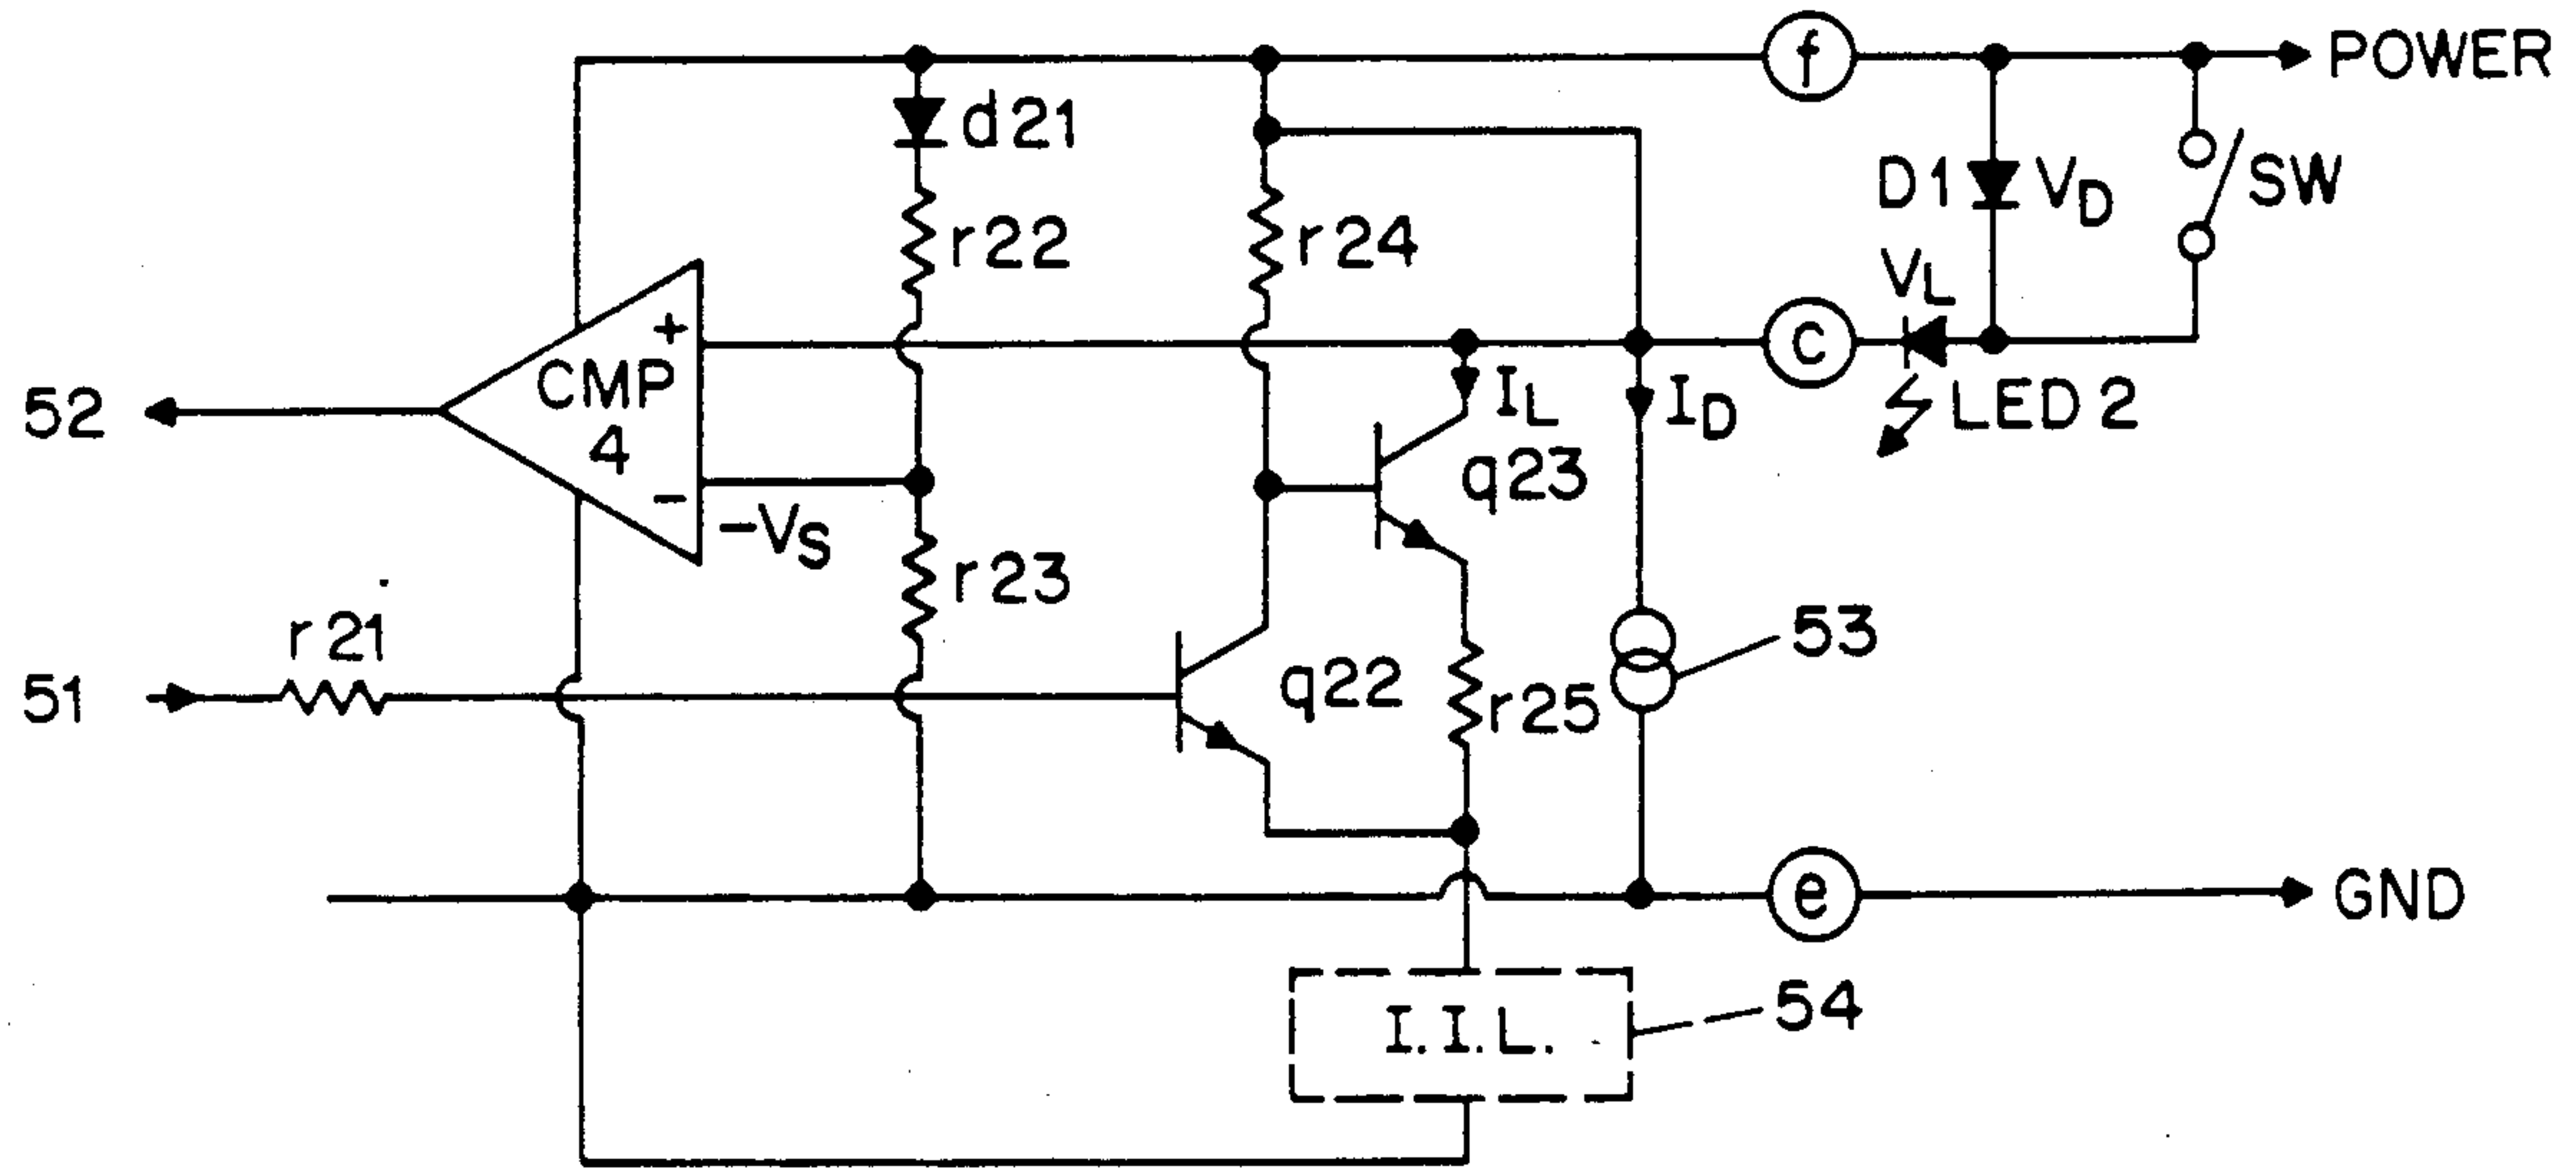 f
POWER
d21
D1
VD
SW
r22
r24
VL
+
c
CMP
4
IL
ID
LED 2
52
q23
-
-VS
r23
53
r21
q22
r25
51
e
GND
I.I.L.
54